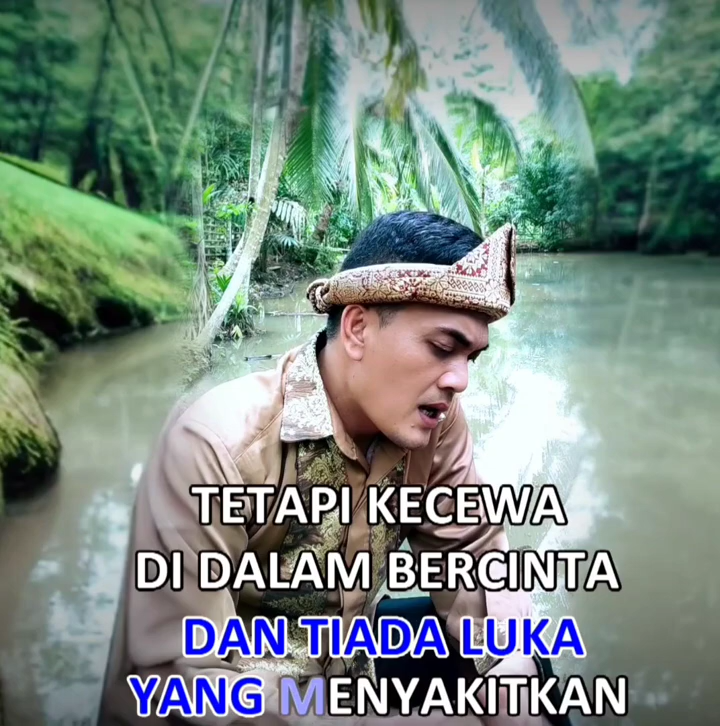 TETAPI KECEWA
DI DALAM BERCINTA
DAN TIADA LUKA
YANG MENYAKITKAN